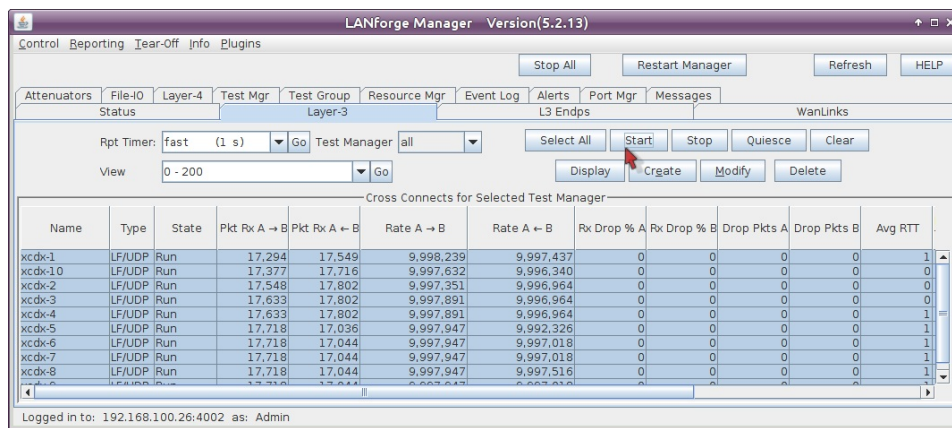 LANforge Manager Version(5.2.13)
Control Reporting Tear-Off Info Plugins
Stop All Restart Manager Refresh HELP
Attenuators File-IO Layer-4 Test Mgr Test Group Resource Mgr Event Log Alerts Port Mgr Messages
Status Layer-3 L3 Endps WanLinks
Rpt Timer: fast (1 s) Go Test Manager all Select All Start Stop Quiesce Clear
View 0 - 200 Go Display Create Modify Delete
Cross Connects for Selected Test Manager
Name Type State Pkt Rx A → B Pkt Rx A ← B Rate A → B Rate A ← B Rx Drop % A Rx Drop % B Drop Pkts A Drop Pkts B Avg RTT
xcdx-1 LF/UDP Run 17,294 17,549 9,998,239 9,997,437 0 0 0 0 1
xcdx-10 LF/UDP Run 17,377 17,716 9,997,632 9,996,340 0 0 0 0 0
xcdx-2 LF/UDP Run 17,548 17,802 9,997,351 9,996,964 0 0 0 0 0
xcdx-3 LF/UDP Run 17,633 17,802 9,997,891 9,996,964 0 0 0 0 0
xcdx-4 LF/UDP Run 17,633 17,802 9,997,891 9,996,964 0 0 0 0 1
xcdx-5 LF/UDP Run 17,718 17,036 9,997,947 9,992,326 0 0 0 0 1
xcdx-6 LF/UDP Run 17,718 17,044 9,997,947 9,997,018 0 0 0 0 1
xcdx-7 LF/UDP Run 17,718 17,044 9,997,947 9,997,018 0 0 0 0 1
xcdx-8 LF/UDP Run 17,718 17,044 9,997,947 9,997,516 0 0 0 0 1
Logged in to: 192.168.100.26:4002 as: Admin